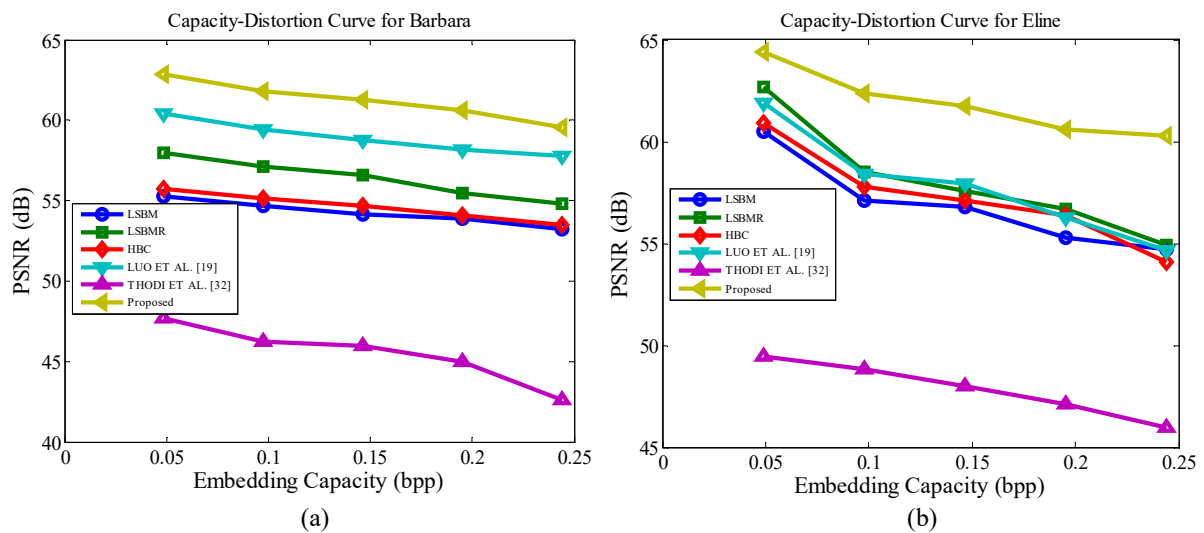 Capacity-Distortion Curve for Barbara
65
60
55
50
45
40
PSNR (dB)
LSBM
LSBMR
HBC
LUO ET AL. [19]
THODI ET AL. [32]
Proposed
0 0.05 0.1 0.15 0.2 0.25
Embedding Capacity (bpp)
(a)
Capacity-Distortion Curve for Eline
65
60
55
50
45
PSNR (dB)
LSBM
LSBMR
HBC
LUO ET AL. [19]
THODI ET AL. [32]
Proposed
0 0.05 0.1 0.15 0.2 0.25
Embedding Capacity (bpp)
(b)